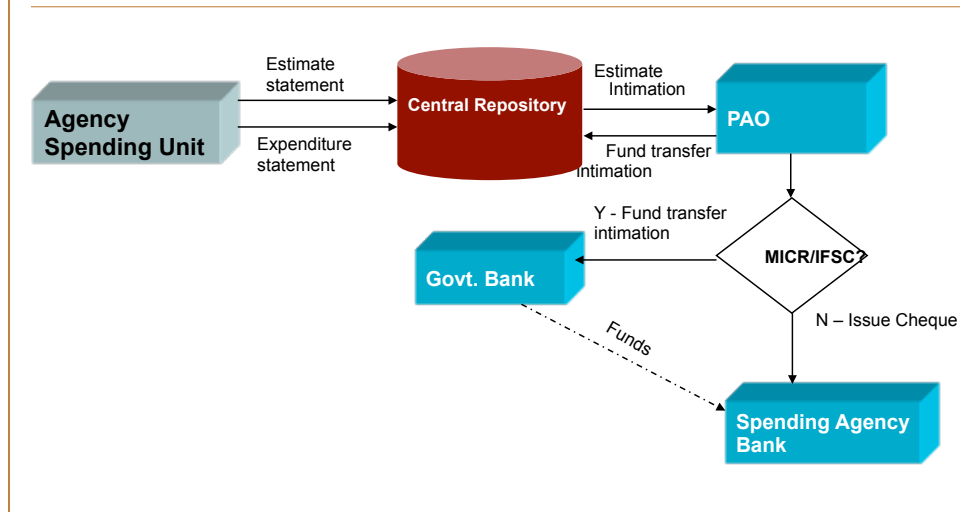 Estimate
statement
Agency
Spending Unit
Expenditure
statement
Central Repository
Estimate
Intimation
PAO
Fund transfer
intimation
Y - Fund transfer
intimation
MICR/IFSC?
Govt. Bank
N – Issue Cheque
Funds
Spending Agency
Bank